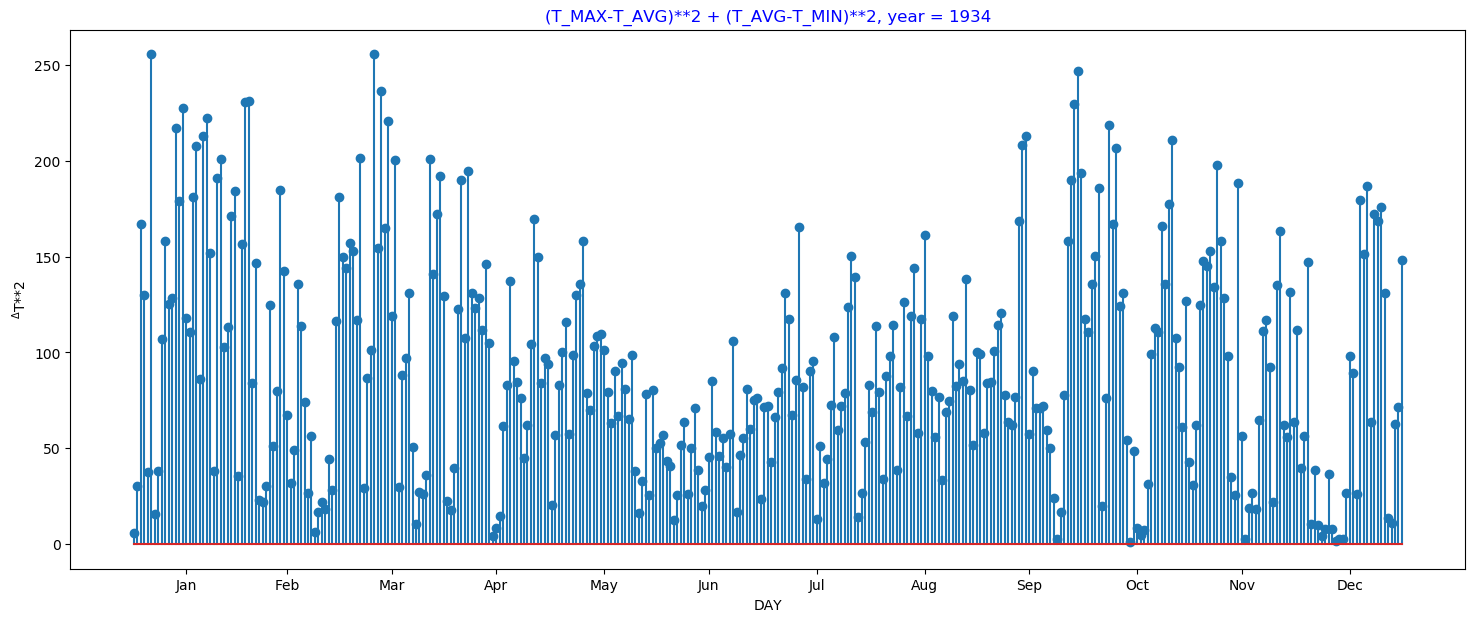 (T_MAX-T_AVG)**2 + (T_AVG-T_MIN)**2, year = 1934
ΔT**2
250
200
150
100
50
0
Jan Feb Mar Apr May Jun Jul Aug Sep Oct Nov Dec
DAY